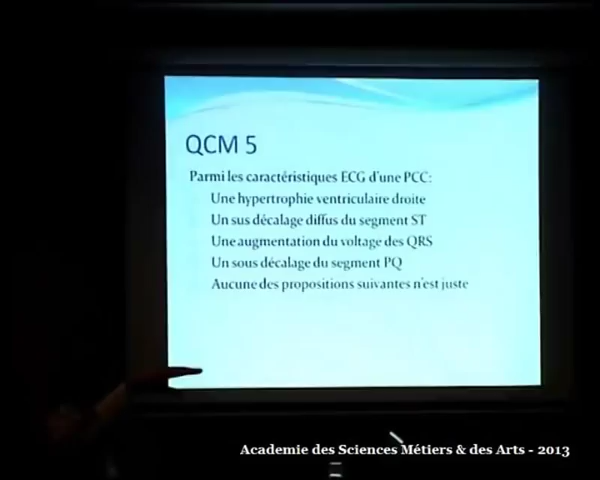 QCM 5
Parmi les caractéristiques ECG d'une PCC:
Une hypertrophie ventriculaire droite
Un sus décalage diffus du segment ST
Une augmentation du voltage des QRS
Un sous décalage du segment PQ
Aucune des propositions suivantes n'est juste
Academie des Sciences Métiers & des Arts - 2013